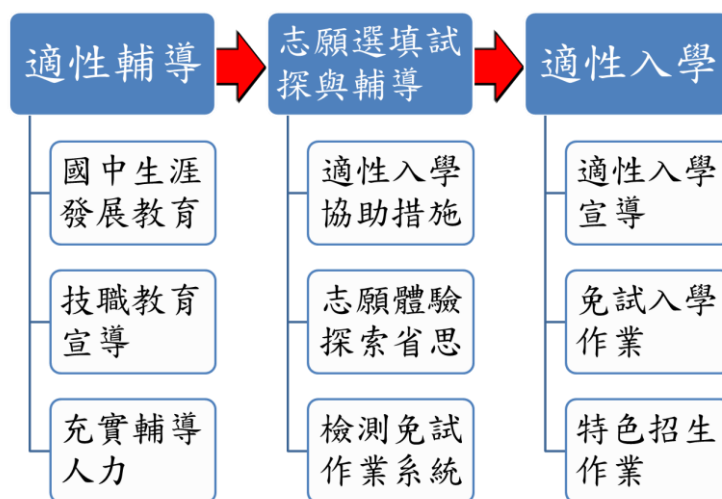 適性輔導
志願選填試
探與輔導
適性入學
國中生涯
發展教育
技職教育
宣導
充實輔導
人力
適性入學
協助措施
志願體驗
探索省思
檢測免試
作業系統
適性入學
宣導
免試入學
作業
特色招生
作業